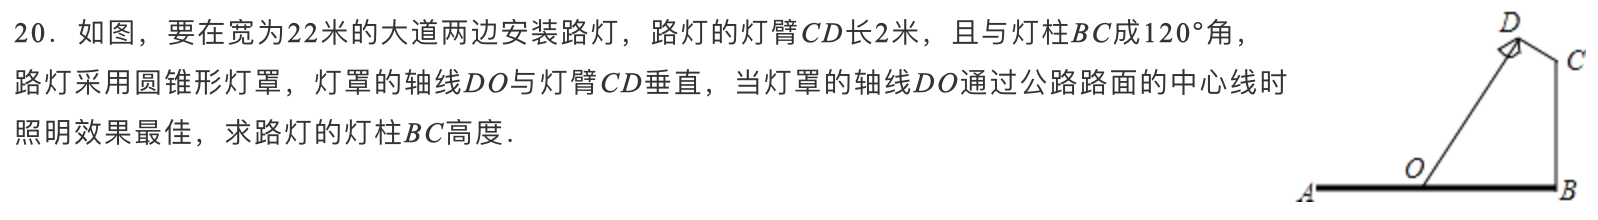 20．如图，要在宽为22米的大道两边安装路灯，路灯的灯臂CD长2米，且与灯柱BC成120°角，
路灯采用圆锥形灯罩，灯罩的轴线DO与灯臂CD垂直，当灯罩的轴线DO通过公路路面的中心线时
照明效果最佳，求路灯的灯柱BC高度．
D
C
O
A
B